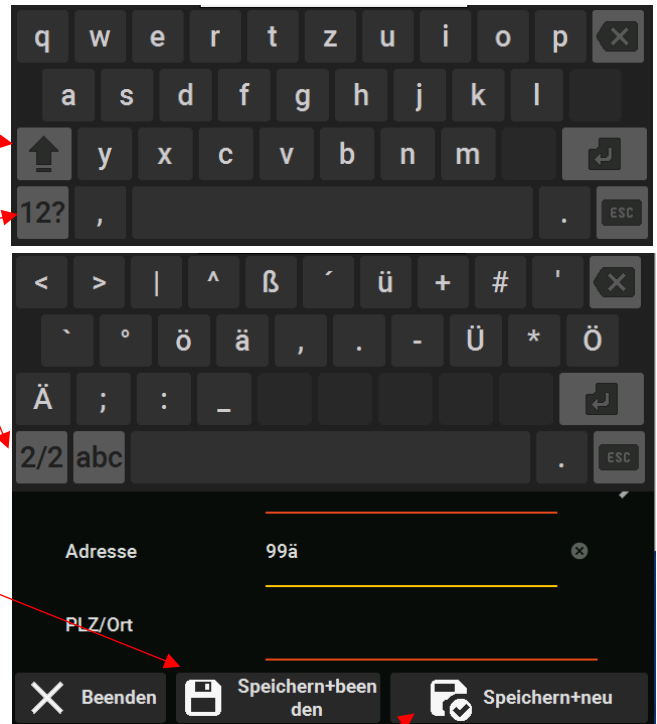 q w e r t z u i o p
a s d f g h j k l
y x c v b n m
12? , . ESC
< > | ^ ß ´ ü + # '
` ° ö ä , . - Ü * Ö
Ä ; : _
2/2 abc . ESC
Adresse 99ä
PLZ/Ort
Beenden Speichern+been
den Speichern+neu